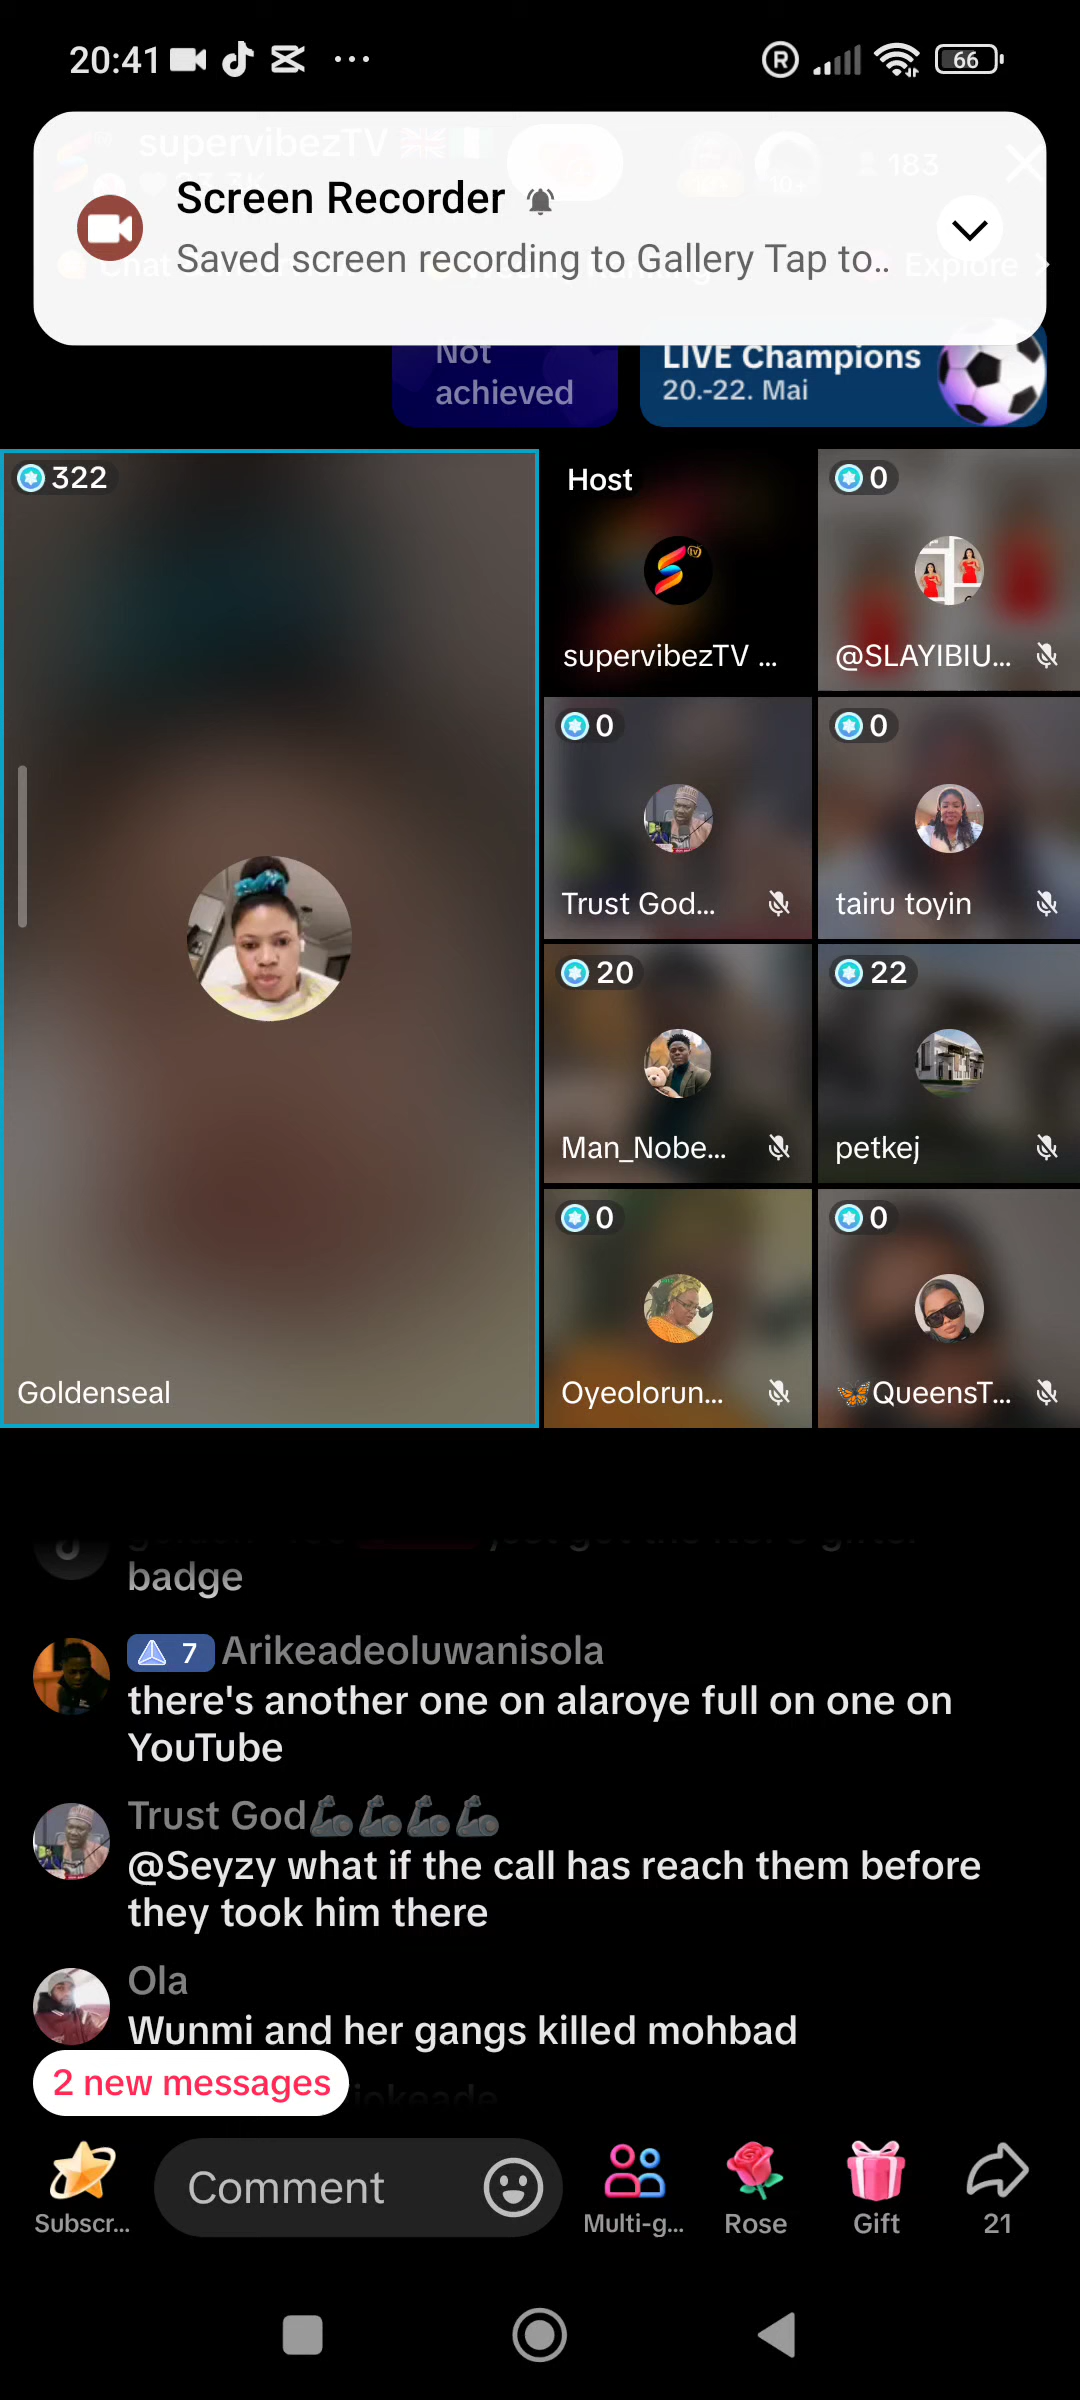 20:41
R
66
supervibezTV
183
Screen Recorder
Saved screen recording to Gallery Tap to..
Explore
Not
achieved
LIVE Champions
20.-22. Mai
322
Host
0
supervibezTV ...
@SLAYIBIU...
0
0
Trust God...
tairu toyin
20
22
Man_Nobe...
petkej
0
0
Goldenseal
Oyeolorun...
🦋QueensT...
badge
7 Arikeadeoluwanisola
there's another one on alaroye full on one on
YouTube
Trust God🦾🦾🦾🦾
@Seyzy what if the call has reach them before
they took him there
Ola
Wunmi and her gangs killed mohbad
2 new messages
jokeade
Subscr...
Comment
Multi-g...
Rose
Gift
21